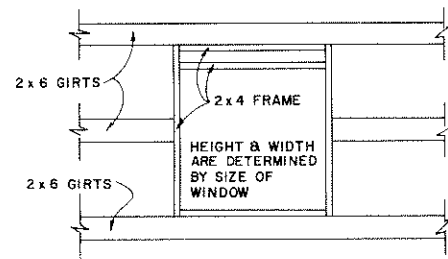 2 x 6 GIRTS
2 x 4 FRAME
HEIGHT & WIDTH
ARE DETERMINED
BY SIZE OF
WINDOW
2 x 6 GIRTS